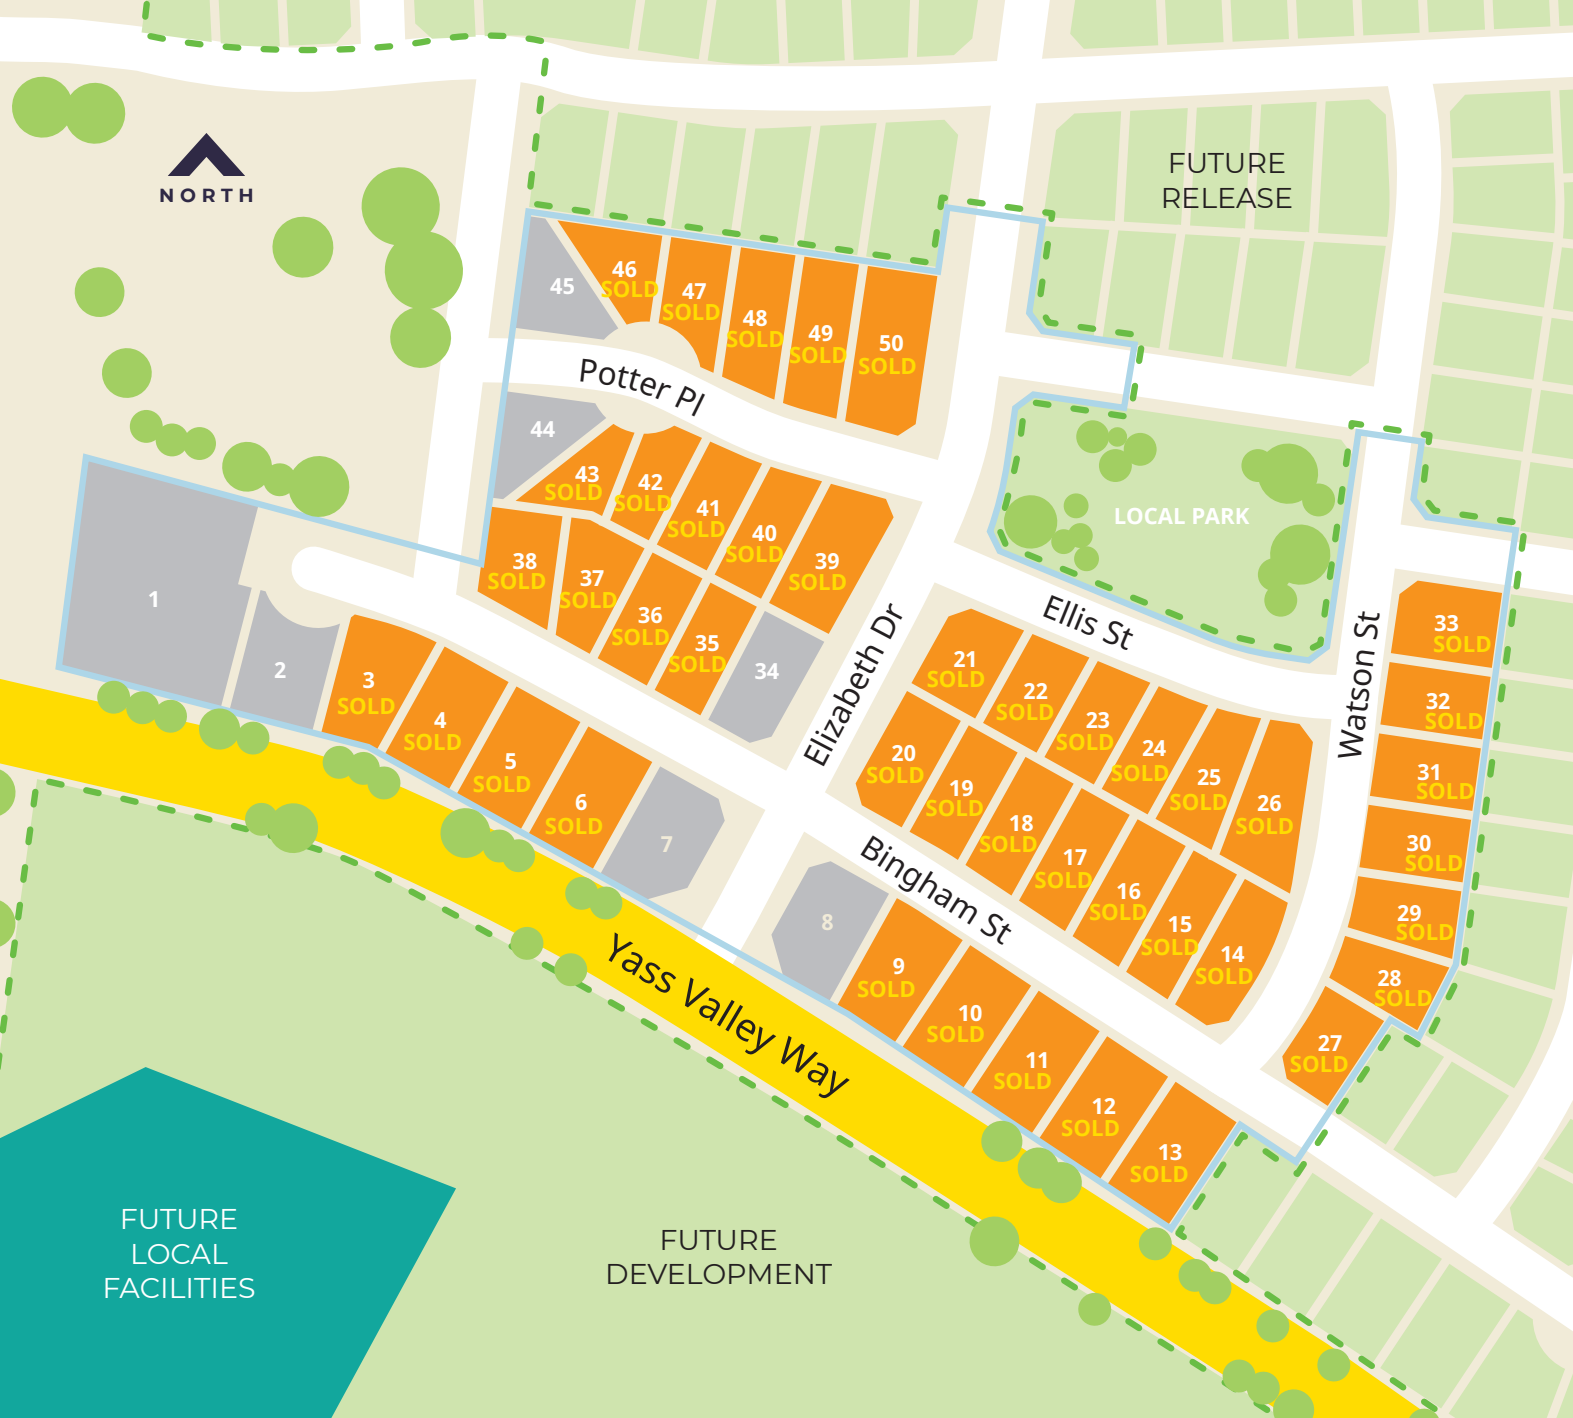 NORTH
FUTURE
RELEASE
45
46
SOLD
47
SOLD
48
SOLD
49
SOLD
50
SOLD
Potter Pl
44
43
SOLD
42
SOLD
41
SOLD
40
SOLD
39
SOLD
38
SOLD
37
SOLD
36
SOLD
35
SOLD
34
LOCAL PARK
Ellis St
Elizabeth Dr
Watson St
1
2
3
SOLD
4
SOLD
5
SOLD
6
SOLD
7
8
9
SOLD
10
SOLD
11
SOLD
12
SOLD
13
SOLD
21
SOLD
22
SOLD
23
SOLD
24
SOLD
25
SOLD
26
SOLD
20
SOLD
19
SOLD
18
SOLD
17
SOLD
16
SOLD
15
SOLD
14
SOLD
33
SOLD
32
SOLD
31
SOLD
30
SOLD
29
SOLD
28
SOLD
27
SOLD
Bingham St
Yass Valley Way
FUTURE
LOCAL
FACILITIES
FUTURE
DEVELOPMENT